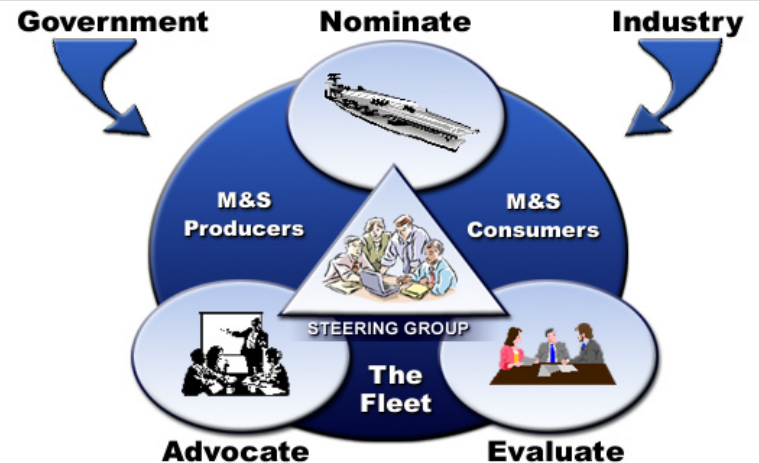 Government
Nominate
Industry
M&S
Producers
M&S
Consumers
STEERING GROUP
The
Fleet
Advocate
Evaluate